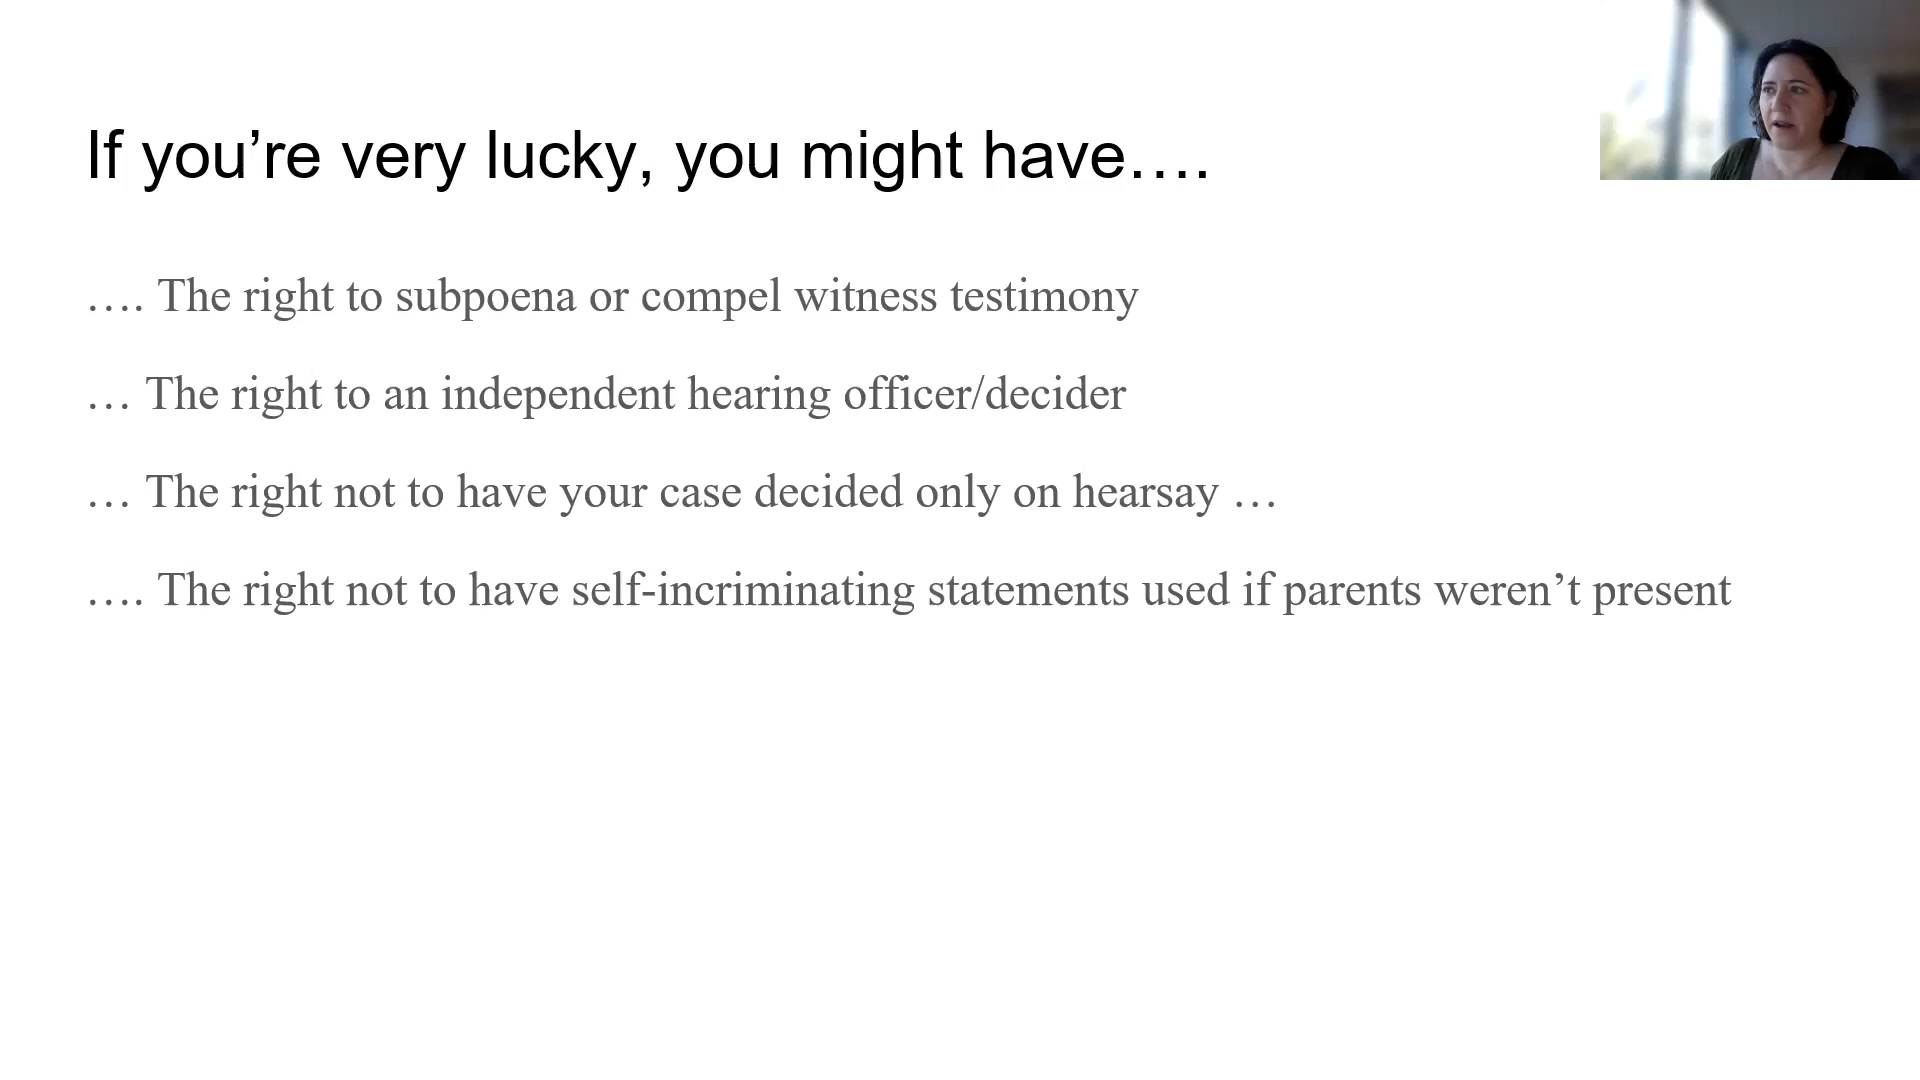 If you’re very lucky, you might have….
…. The right to subpoena or compel witness testimony
… The right to an independent hearing officer/decider
… The right not to have your case decided only on hearsay …
…. The right not to have self-incriminating statements used if parents weren’t present